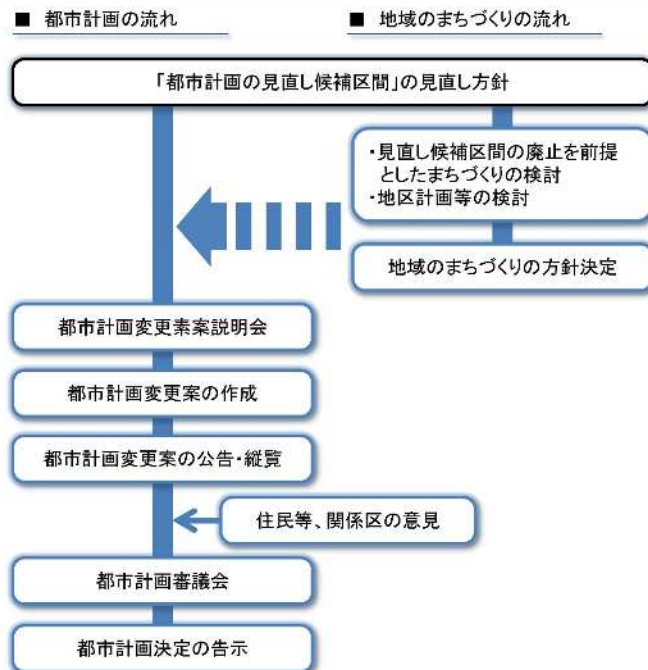 ■ 都市計画の流れ
■ 地域のまちづくりの流れ
「都市計画の見直し候補区間」の見直し方針
・見直し候補区間の廃止を前提
としたまちづくりの検討
・地区計画等の検討
地域のまちづくりの方針決定
都市計画変更素案説明会
都市計画変更案の作成
都市計画変更案の公告・縦覧
住民等、関係区の意見
都市計画審議会
都市計画決定の告示